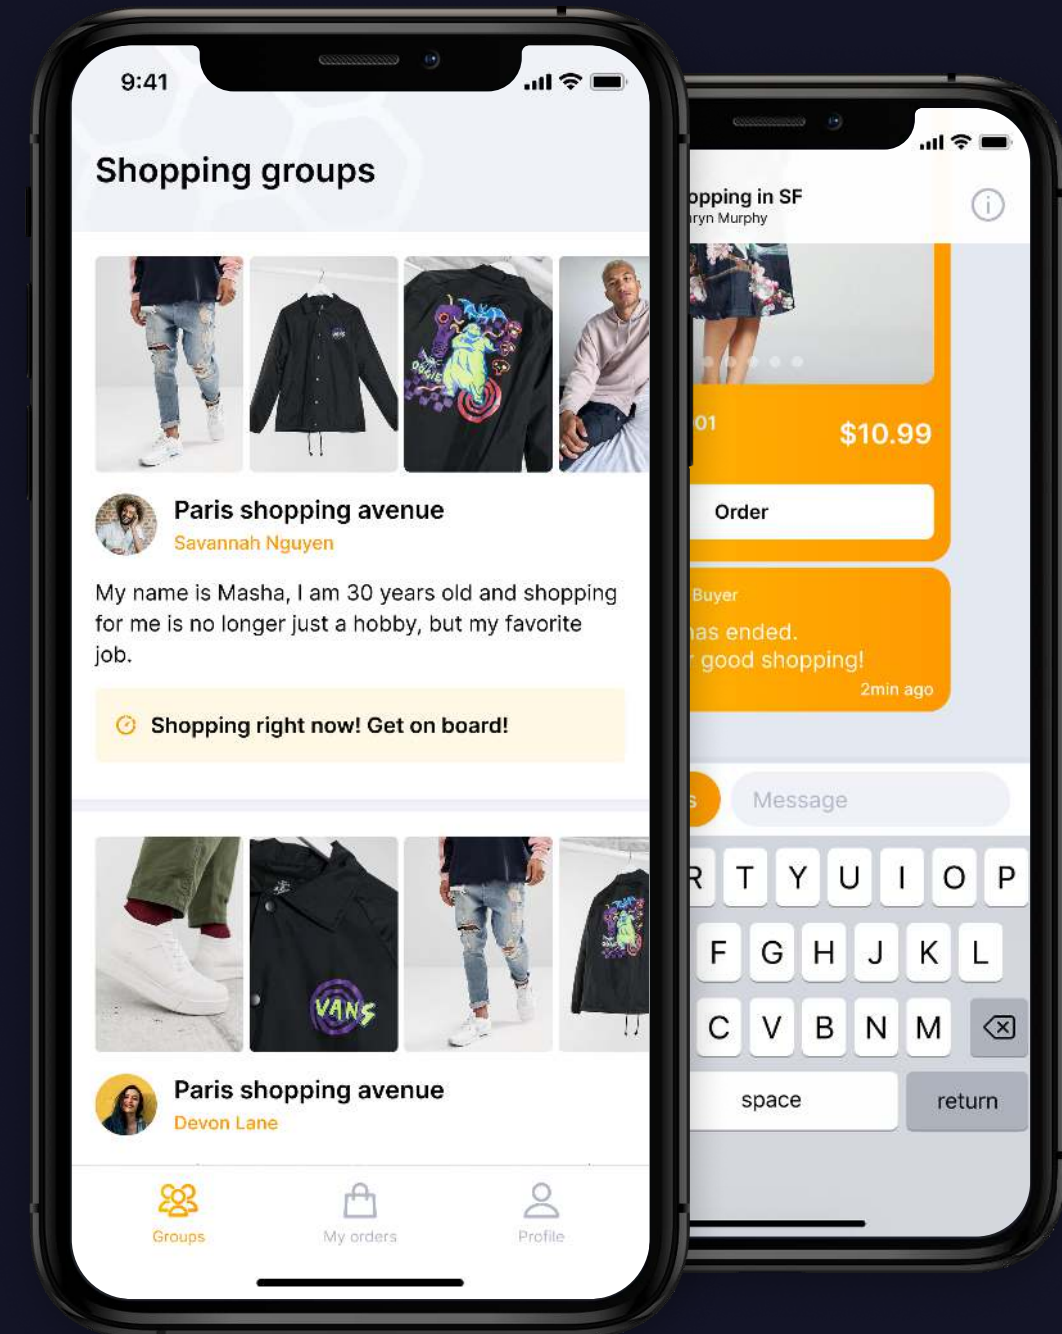 9:41
Shopping groups
OOGIE
Paris shopping avenue
Savannah Nguyen
My name is Masha, I am 30 years old and shopping
for me is no longer just a hobby, but my favorite
job.
Shopping right now! Get on board!
VANS
Paris shopping avenue
Devon Lane
Groups
My orders
Profile
opping in SF
ryn Murphy
01
$10.99
Order
Buyer
has ended.
good shopping!
2min ago
s
Message
R T Y U I O P
F G H J K L
C V B N M
space
return